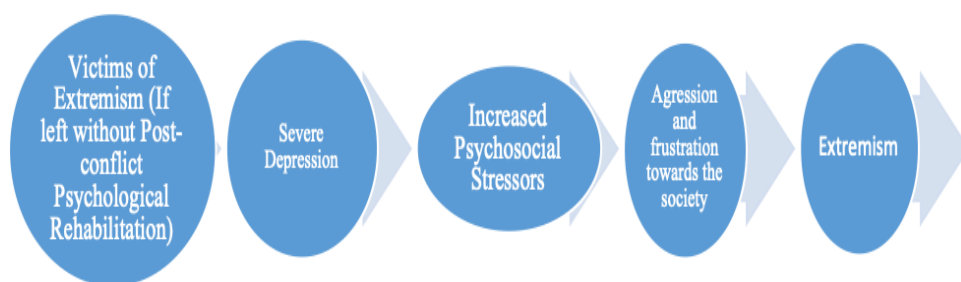 Victims of
Extremism (If
left without Post-
conflict
Psychological
Rehabilitation)
Severe
Depression
Increased
Psychosocial
Stressors
Agression
and
frustration
towards the
society
Extremism